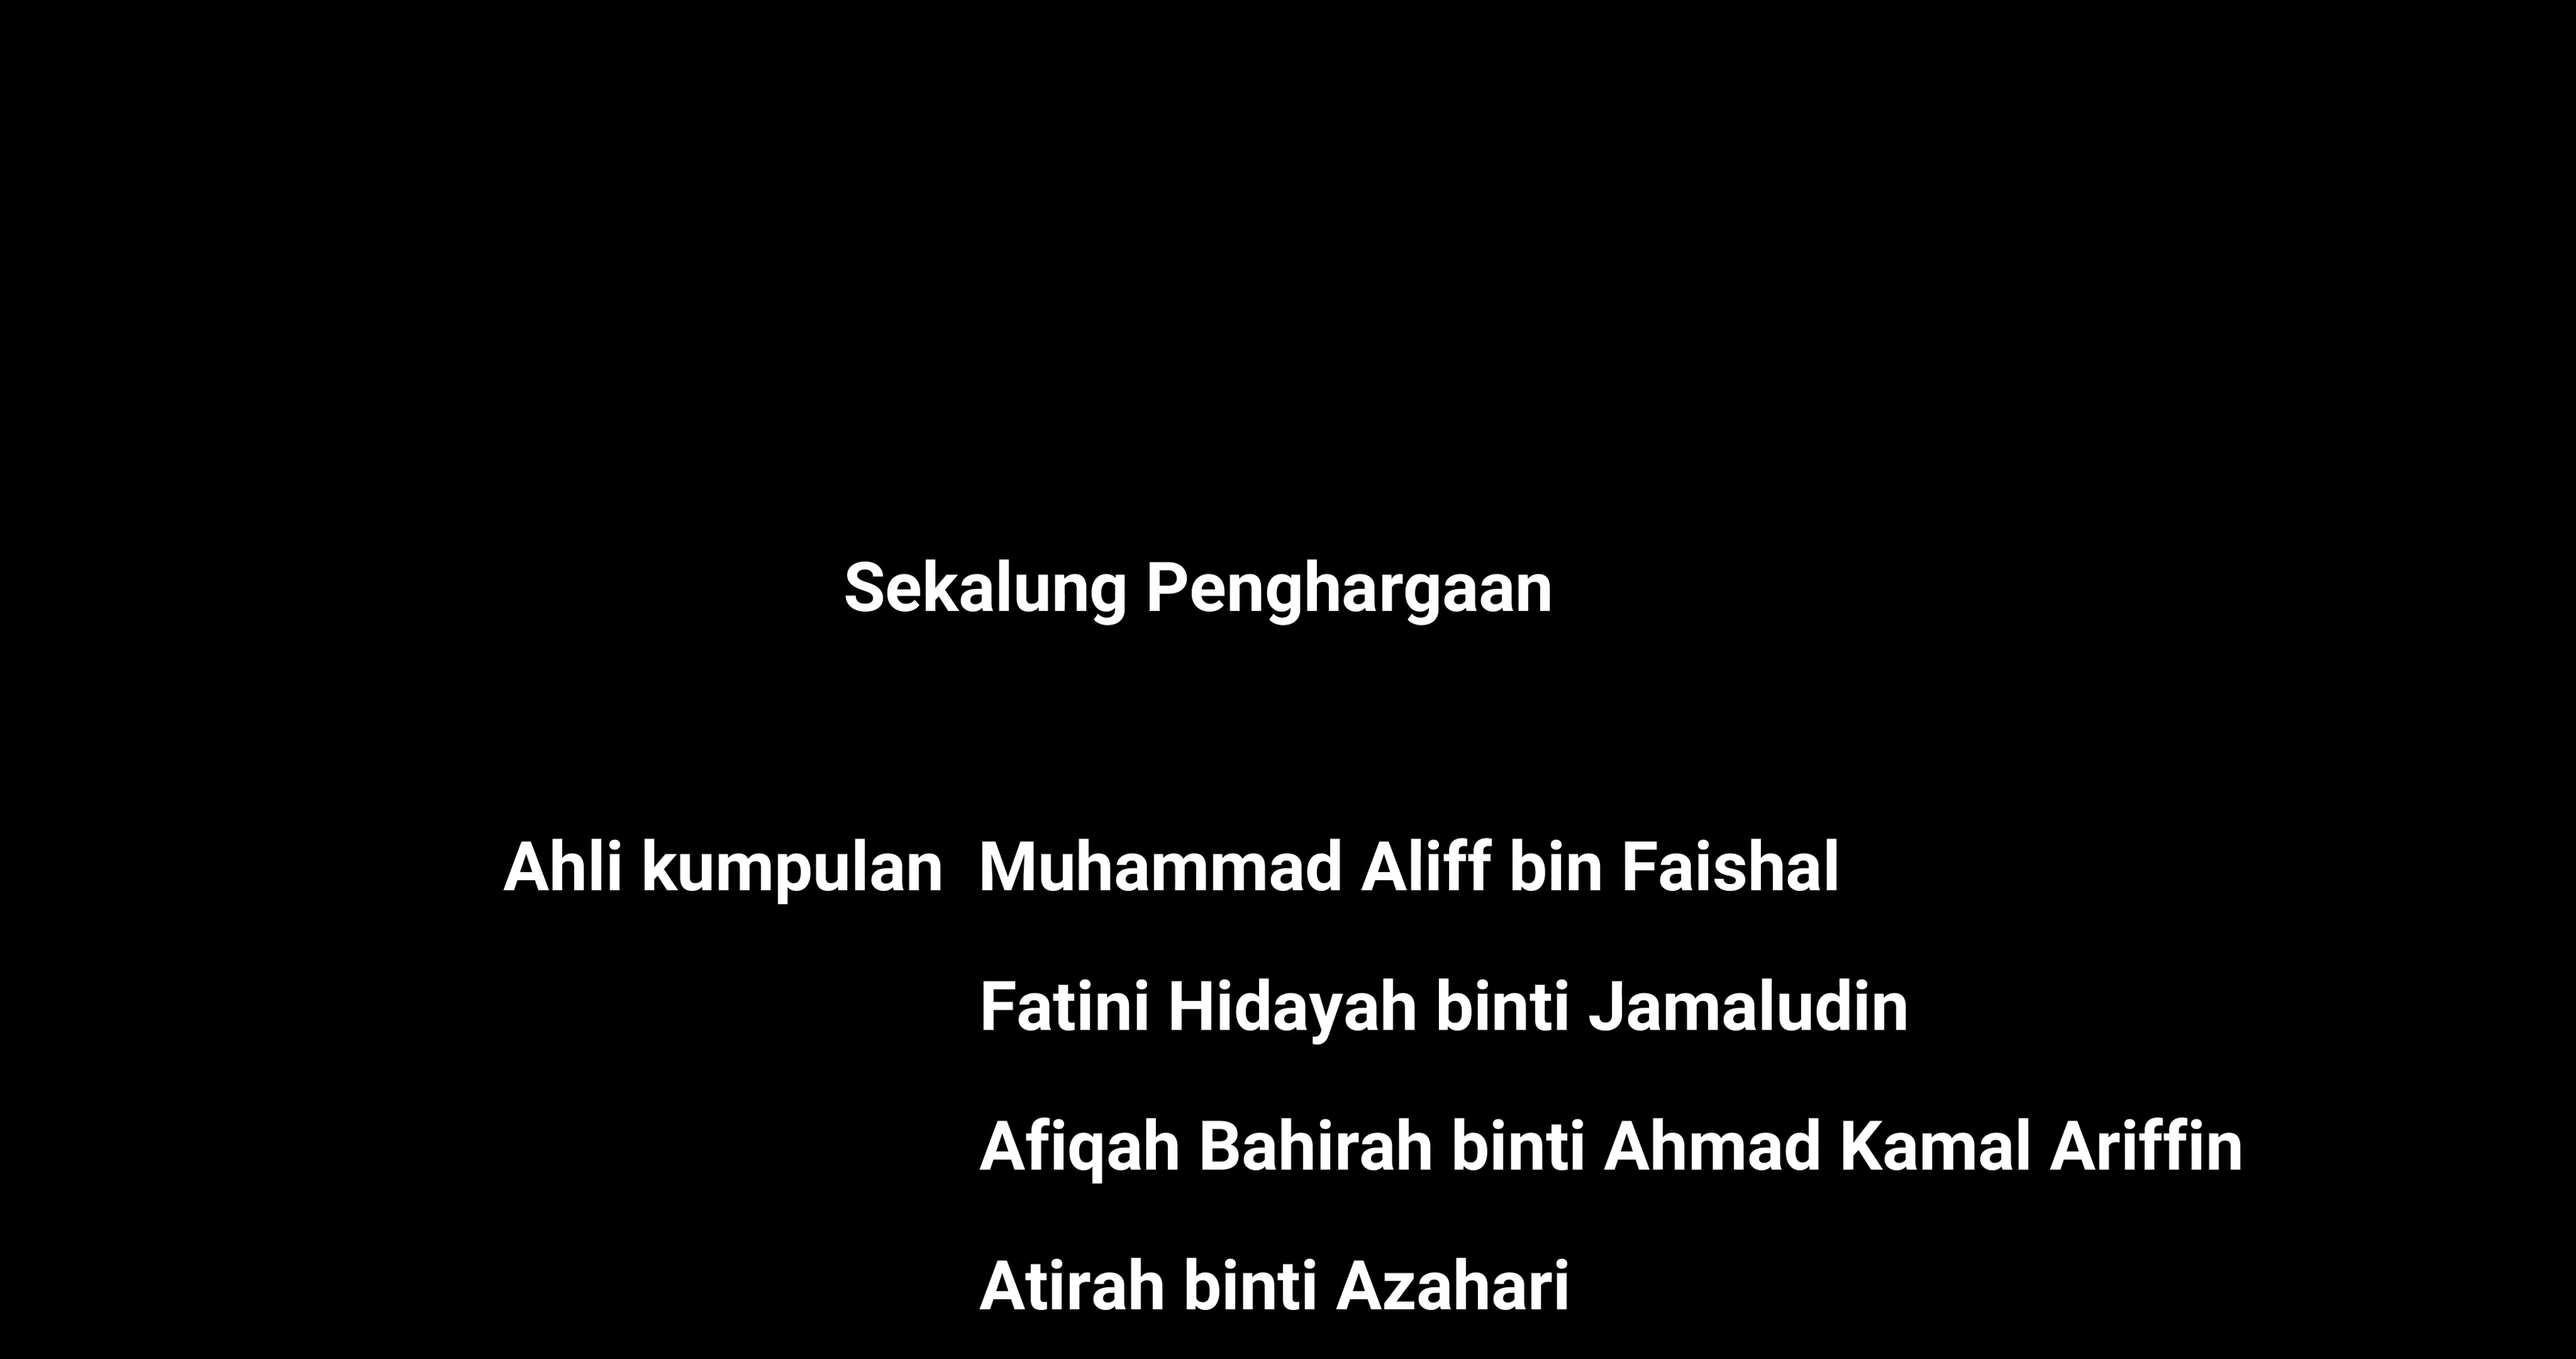 Sekalung Penghargaan
Ahli kumpulan Muhammad Aliff bin Faishal
Fatini Hidayah binti Jamaludin
Afiqah Bahirah binti Ahmad Kamal Ariffin
Atirah binti Azahari